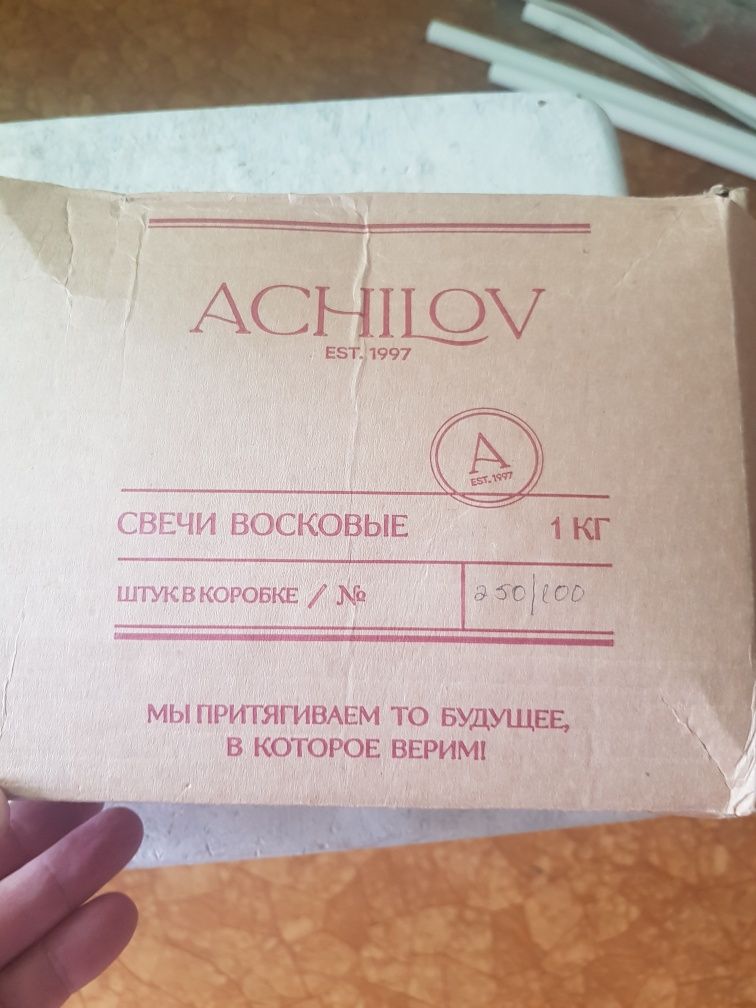 ACHILOV
EST. 1997
A
EST. 1997
СВЕЧИ ВОСКОВЫЕ 1 КГ
ШТУК В КОРОБКЕ / № 250/100
МЫ ПРИТЯГИВАЕМ ТО БУДУЩЕЕ,
В КОТОРОЕ ВЕРИМ!